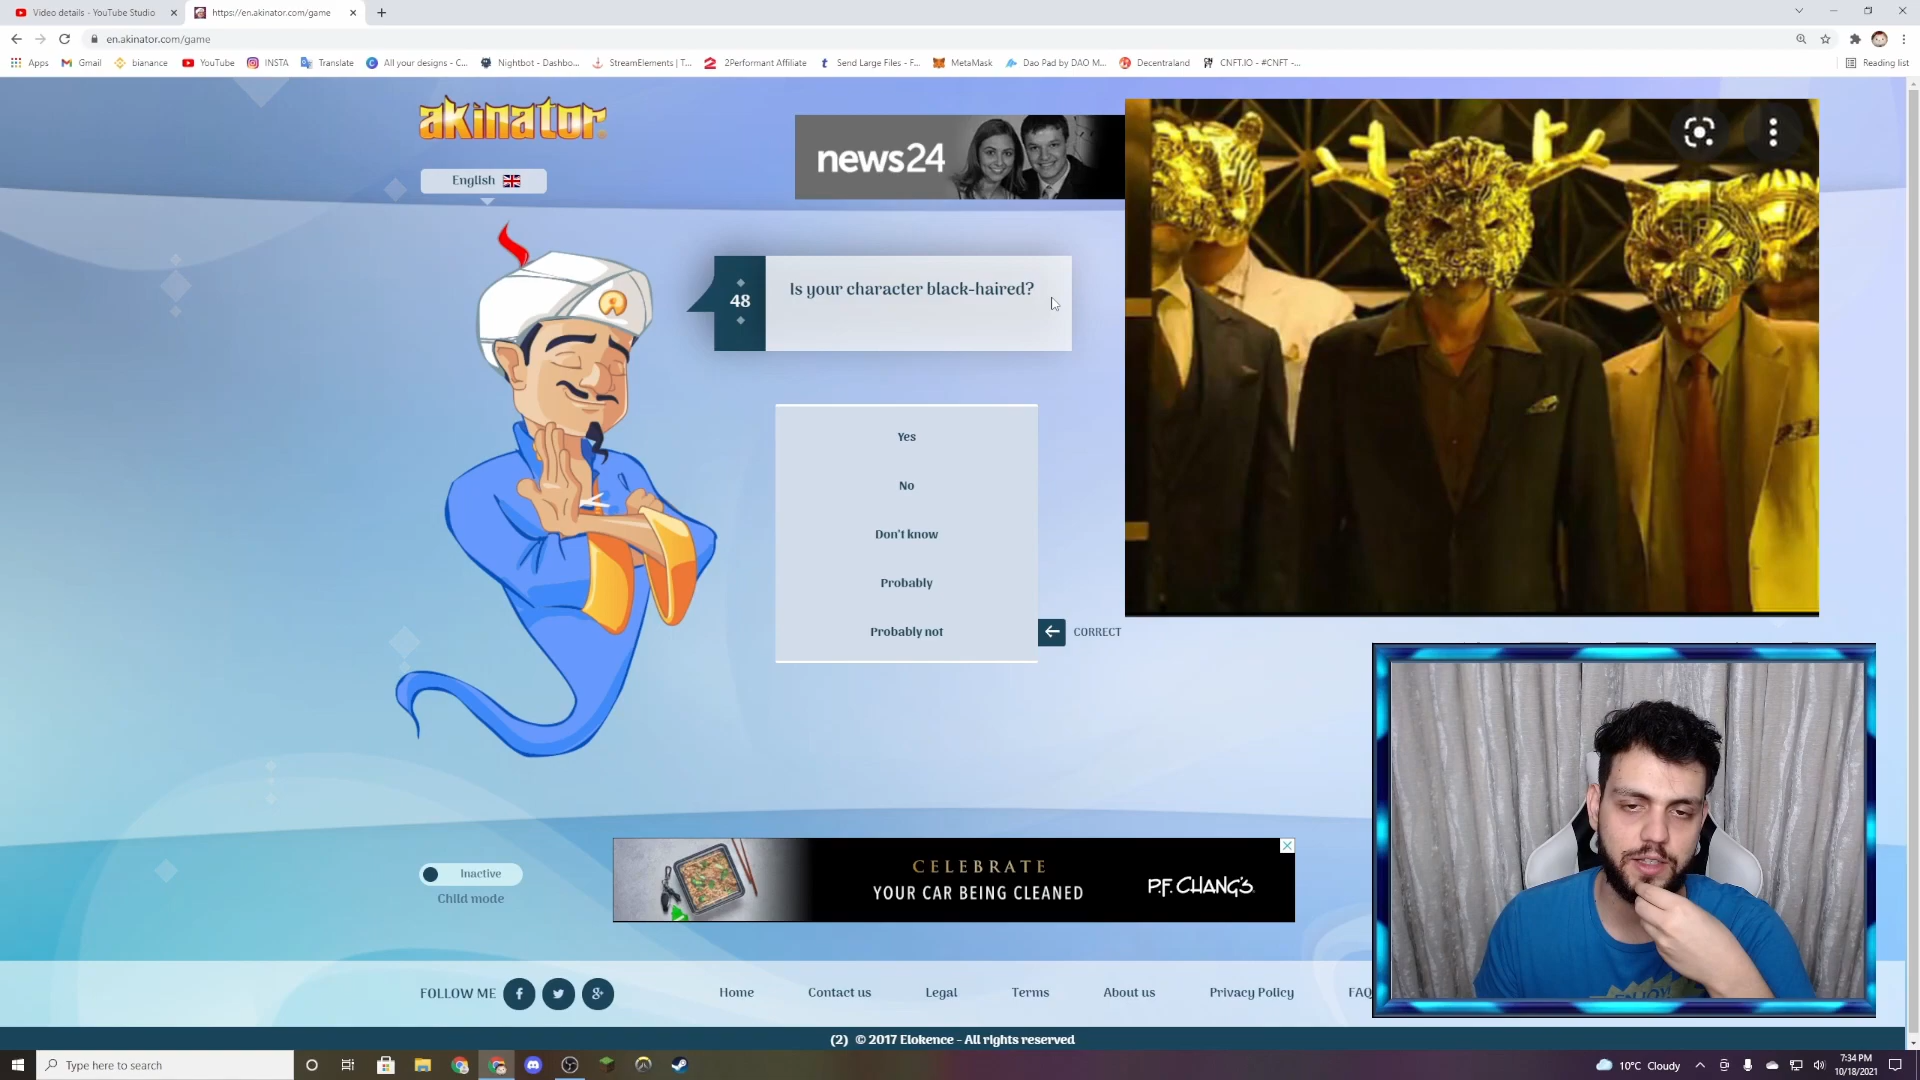 Video details - YouTube Studio
https://en.akinator.com/game
en.akinator.com/game
Apps Gmail bianance YouTube INSTA Translate All your designs - C... Nightbot - Dashbo... StreamElements | T... 2Performant Affiliate Send Large Files - F... MetaMask Dao Pad by DAO M... Decentraland CNFT.IO - #CNFT -... Reading list
akinator
news24
English
48
Is your character black-haired?
Yes
No
Don't know
Probably
Probably not
CORRECT
Inactive
Child mode
CELEBRATE
YOUR CAR BEING CLEANED
P.F. CHANG'S
ENJOY!
FOLLOW ME
Home Contact us Legal Terms About us Privacy Policy FAQ
(2) © 2017 Elokence - All rights reserved
Type here to search
10°C Cloudy
7:34 PM
10/18/2021